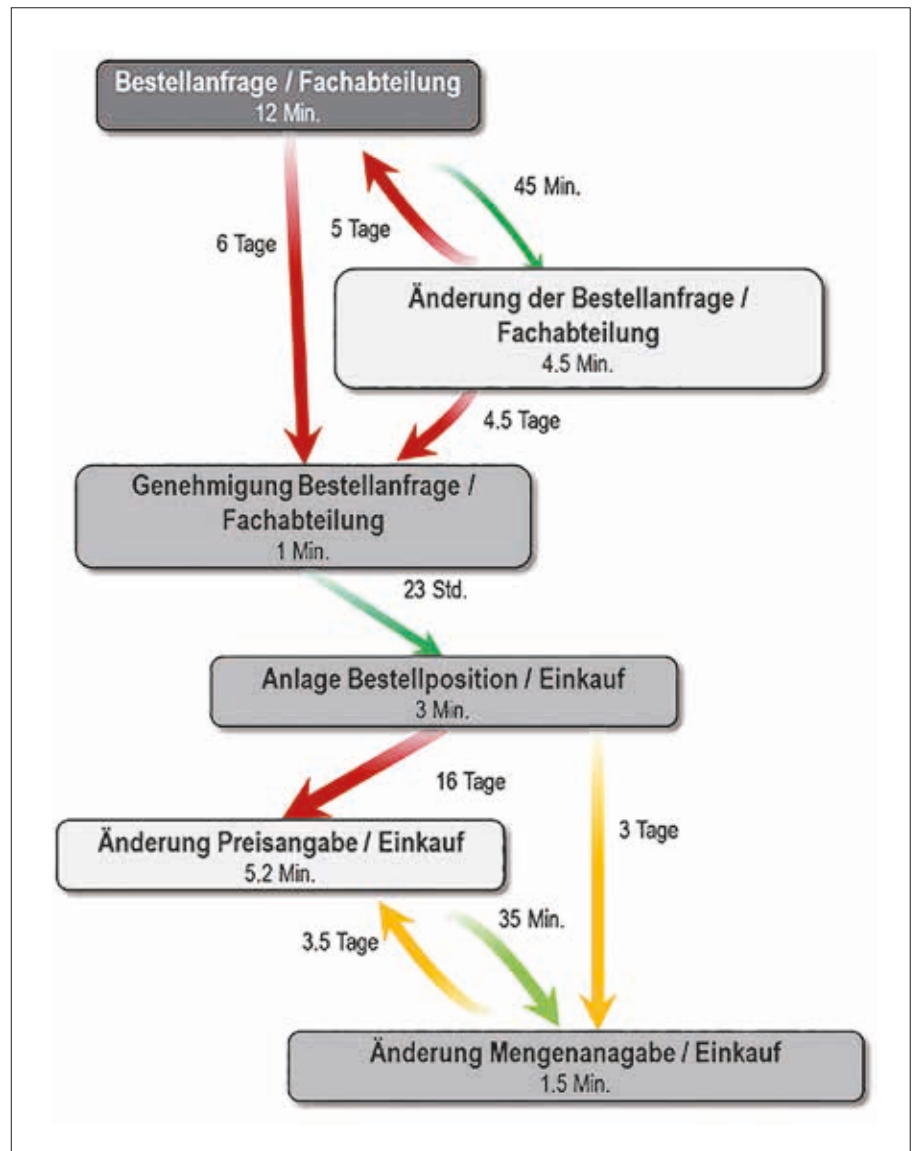 Bestellanfrage / Fachabteilung
12 Min.
45 Min.
5 Tage
6 Tage
Änderung der Bestellanfrage /
Fachabteilung
4.5 Min.
4.5 Tage
Genehmigung Bestellanfrage /
Fachabteilung
1 Min.
23 Std.
Anlage Bestellposition / Einkauf
3 Min.
16 Tage
3 Tage
Änderung Preisangabe / Einkauf
5.2 Min.
35 Min.
3.5 Tage
Änderung Mengenanagabe / Einkauf
1.5 Min.